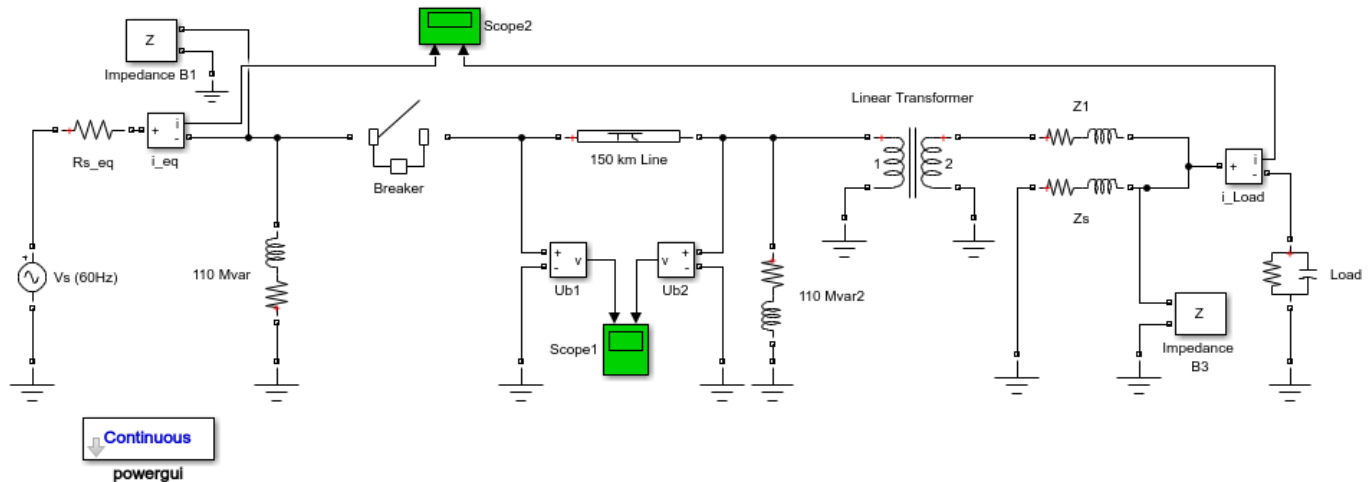 Scope2
Z
Impedance B1
Linear Transformer
Z1
+ i -
Rs_eq
i_eq
Breaker
150 km Line
1 2
+ i -
i_Load
Zs
Vs (60Hz)
110 Mvar
+ - v
Ub1
v + -
Ub2
110 Mvar2
Load
Z
Impedance
B3
Scope1
Continuous
powergui